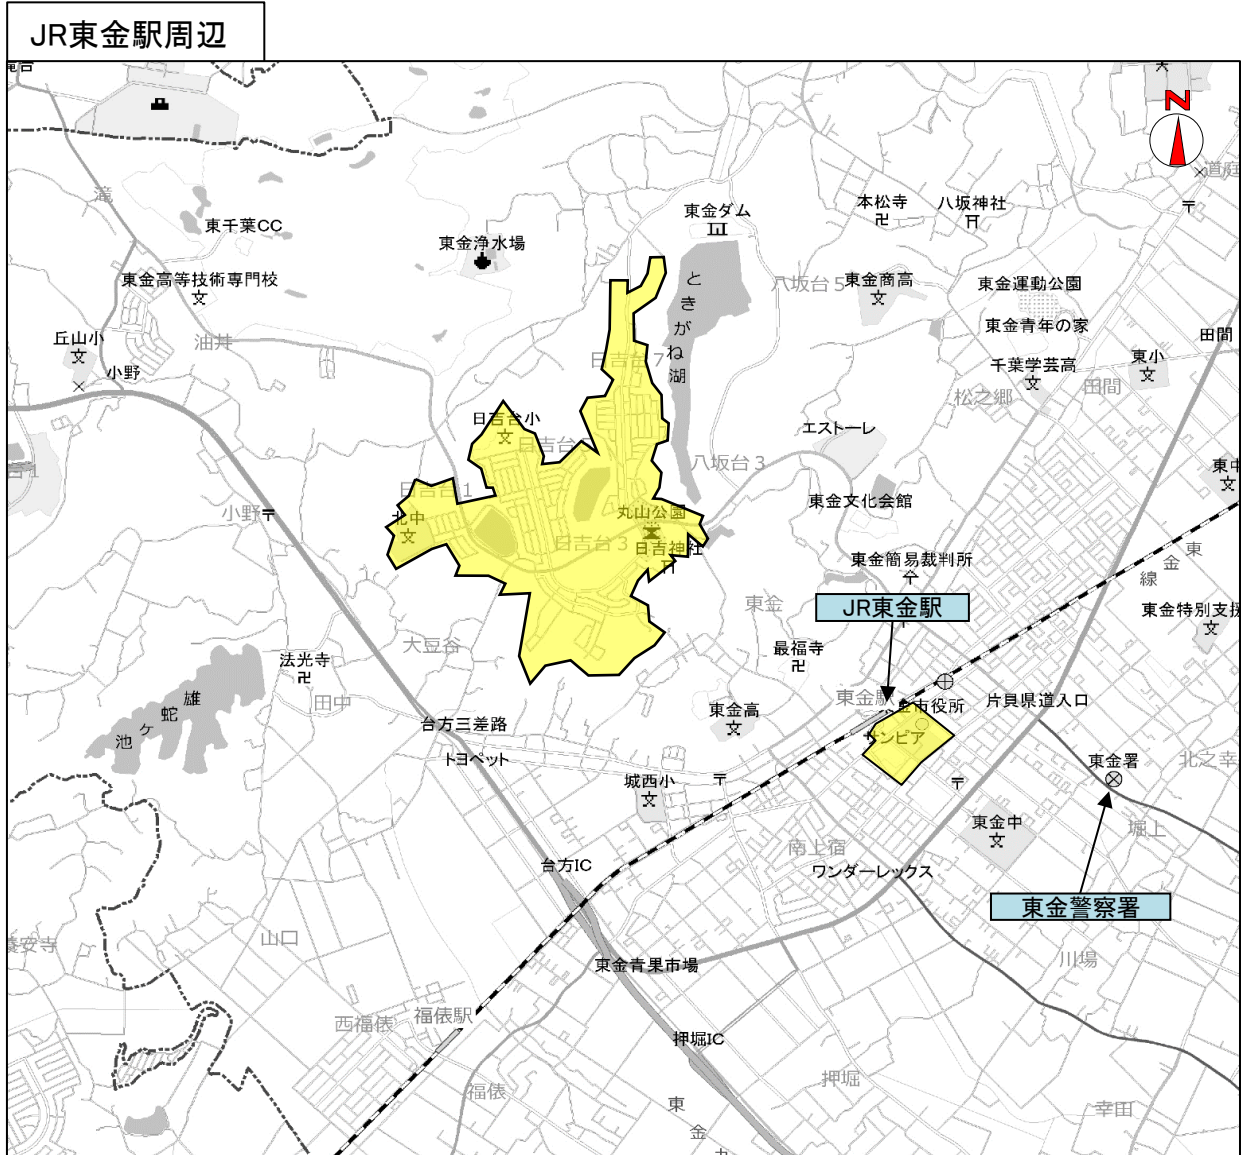 JR東金駅周辺
滝
東千葉CC
東金高等技術専門校
丘山小
小野
油井
東金浄水場
東金ダム
ときがね湖
本松寺
八坂神社
道庭
八坂台5
東金商高
東金運動公園
東金青年の家
千葉学芸高
東小
田間
田間
松之郷
日吉台7
日吉台小
エストーレ
八坂台3
東金文化会館
東中
小野
北中
丸山公園
日吉台3
日吉神社
東金簡易裁判所
東金線
JR東金駅
東金
東金特別支援
大豆谷
法光寺
田中
最福寺
雄蛇ヶ池
東金駅
金市役所
サンピア
片貝県道入口
東金高
台方三差路
トヨペット
城西小
東金署
北之幸
東金中
堀上
南上宿
ワンダーレックス
台方IC
東金警察署
山口
東金青果市場
川場
西福俵
福俵駅
押堀IC
福俵
押堀
幸田
東金